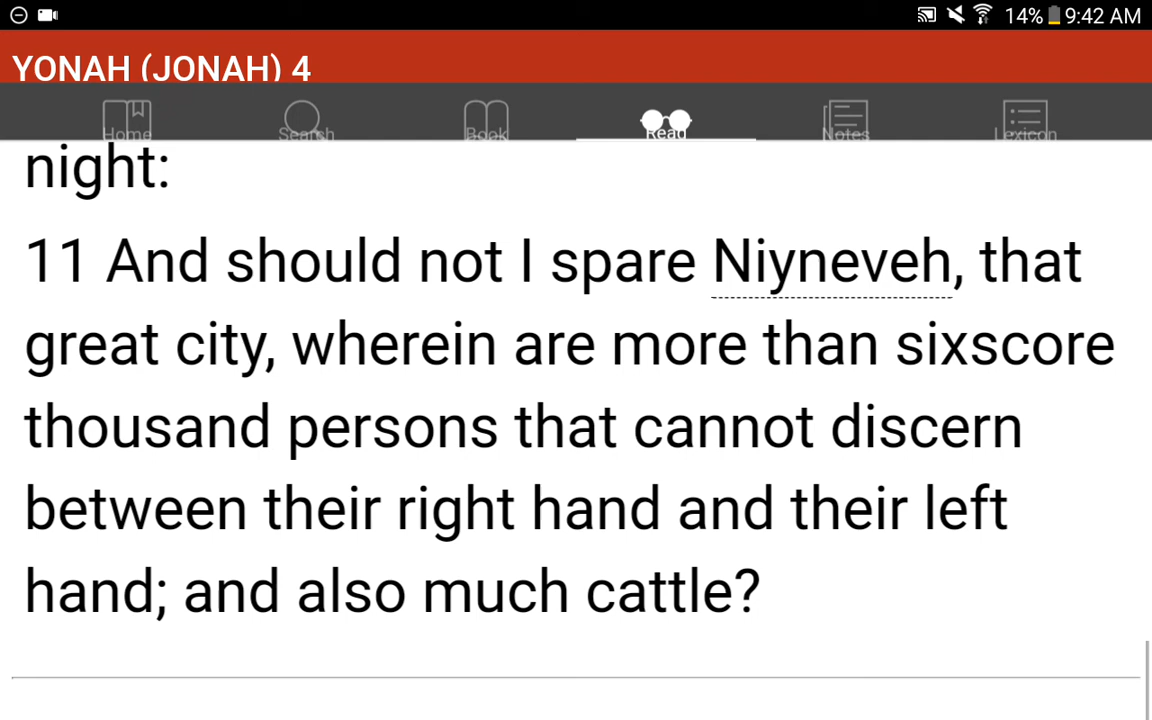 14% 9:42 AM
YONAH (JONAH) 4
Home Search Book Read Notes Lexicon
night:
11 And should not I spare Niyneveh, that
great city, wherein are more than sixscore
thousand persons that cannot discern
between their right hand and their left
hand; and also much cattle?